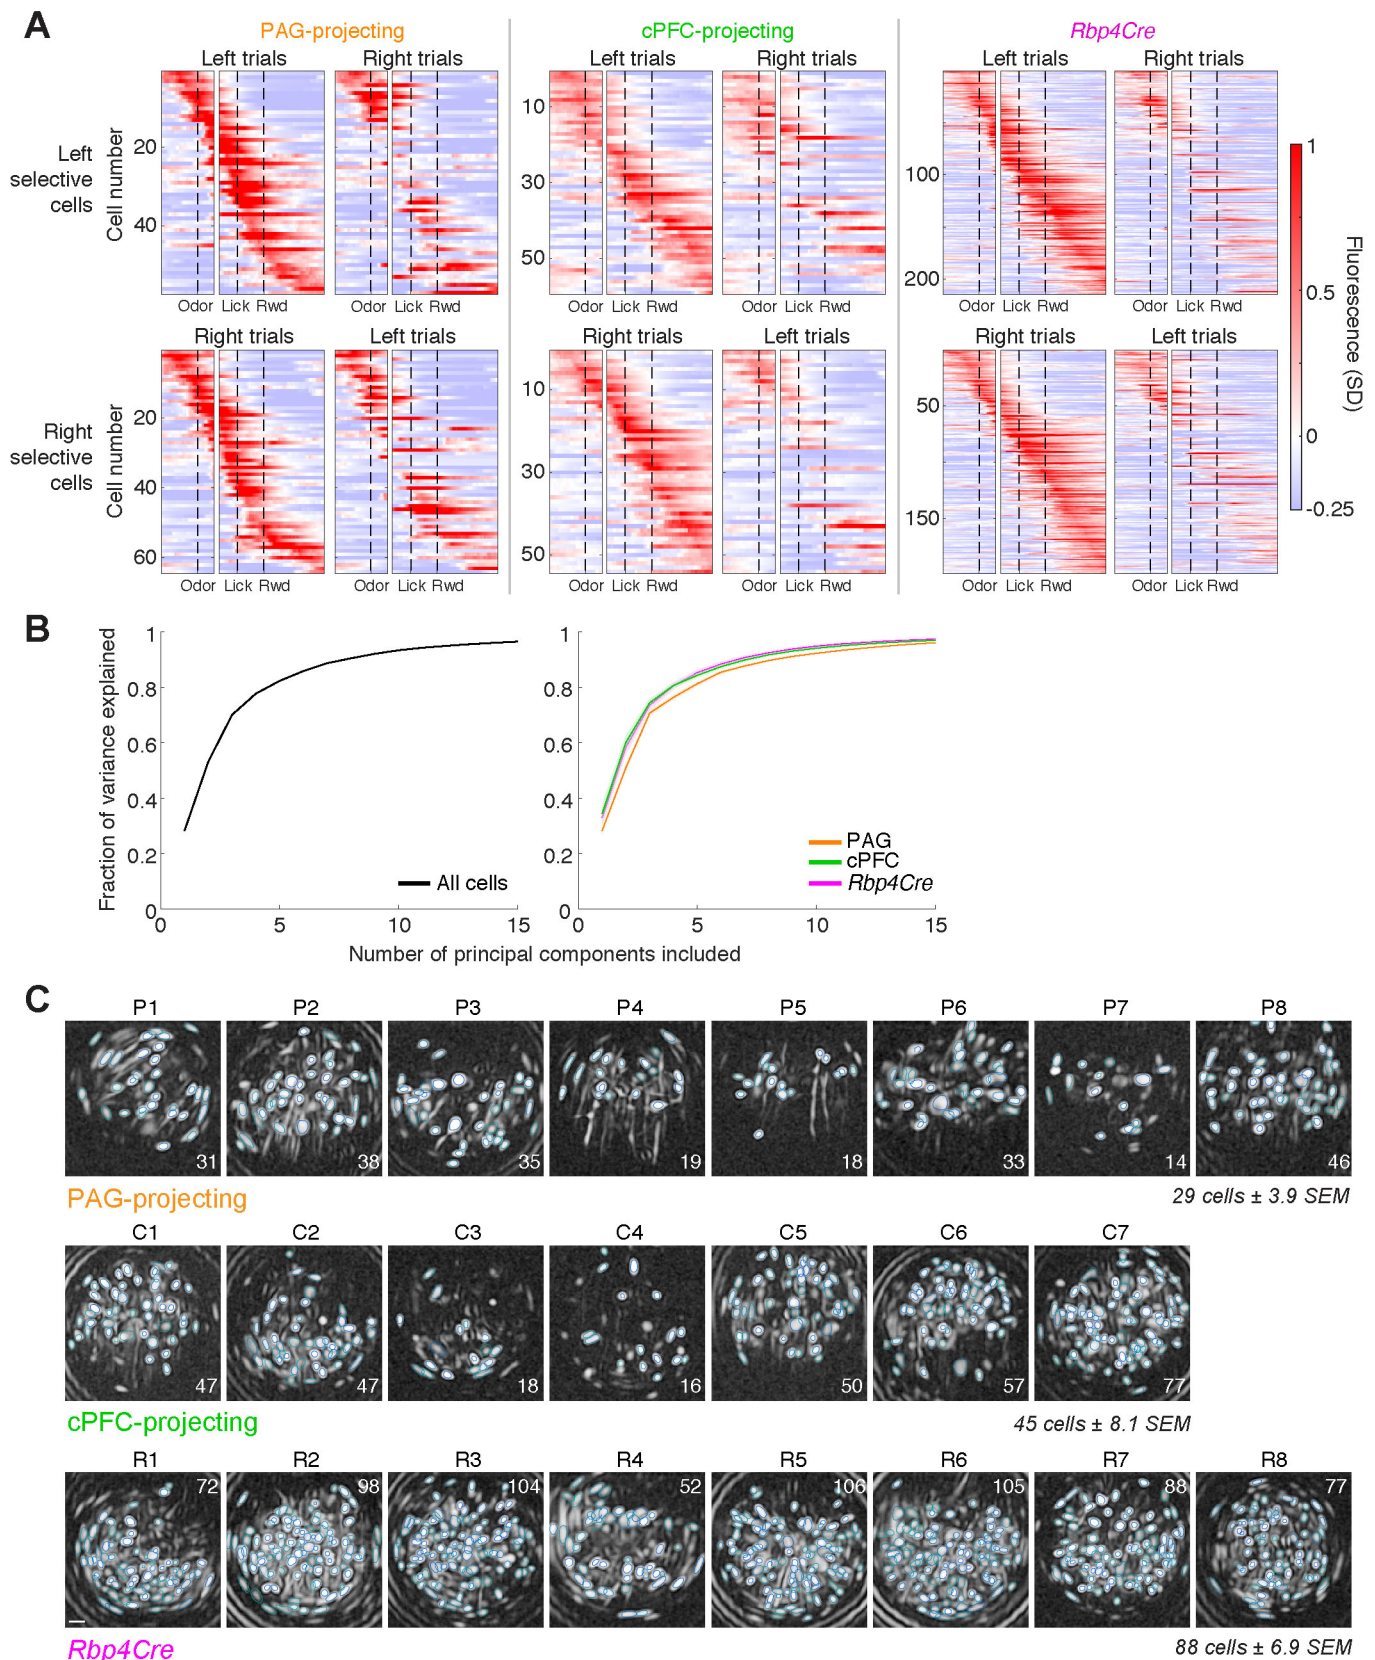 A
PAG-projecting
cPFC-projecting
Rbp4Cre
Left trials
Right trials
Left trials
Right trials
Left trials
Right trials
Left
selective
cells
Cell number
20
40
10
30
50
100
200
Odor Lick Rwd
Odor Lick Rwd
Odor Lick Rwd
Odor Lick Rwd
Odor Lick Rwd
Odor Lick Rwd
Right trials
Left trials
Right trials
Left trials
Right trials
Left trials
Right
selective
cells
Cell number
20
40
60
10
30
50
50
150
Odor Lick Rwd
Odor Lick Rwd
Odor Lick Rwd
Odor Lick Rwd
Odor Lick Rwd
Odor Lick Rwd
1
0.5
0
-0.25
Fluorescence (SD)
B
Fraction of variance explained
1
0.8
0.6
0.4
0.2
0
0 5 10 15
All cells
1
0.8
0.6
0.4
0.2
0
0 5 10 15
PAG
cPFC
Rbp4Cre
Number of principal components included
C
P1 P2 P3 P4 P5 P6 P7 P8
31 38 35 19 18 33 14 46
PAG-projecting
29 cells ± 3.9 SEM
C1 C2 C3 C4 C5 C6 C7
47 47 18 16 50 57 77
cPFC-projecting
45 cells ± 8.1 SEM
R1 R2 R3 R4 R5 R6 R7 R8
72 98 104 52 106 105 88 77
Rbp4Cre
88 cells ± 6.9 SEM